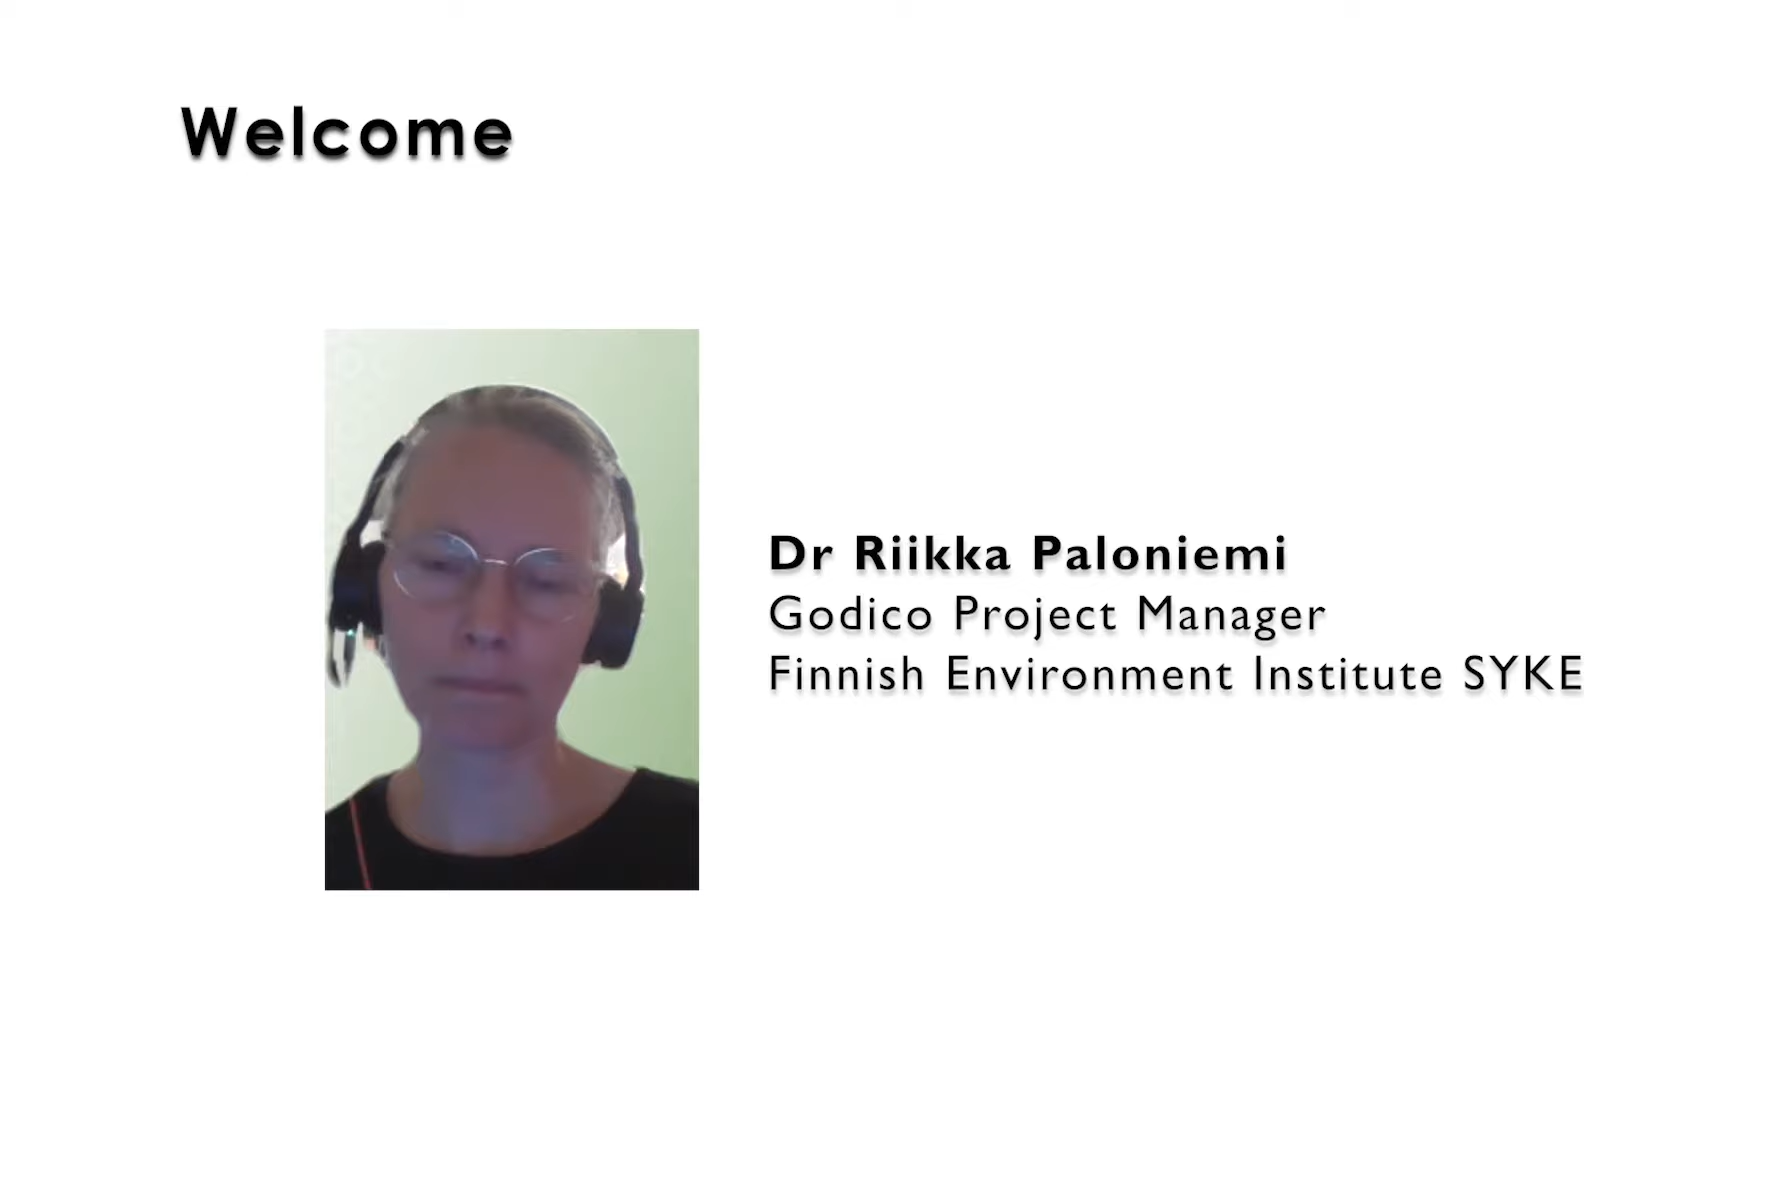 Welcome
Dr Riikka Paloniemi
Godico Project Manager
Finnish Environment Institute SYKE